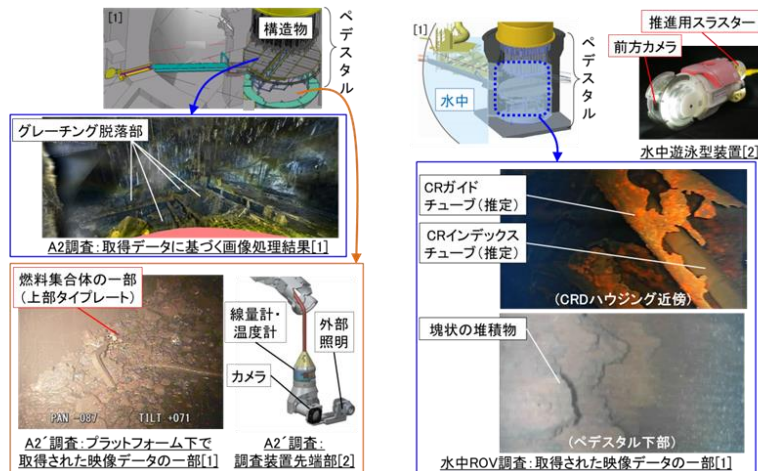 [1]
構造物
ペデスタル
グレーチング脱落部
A2調査：取得データに基づく画像処理結果[1]
燃料集合体の一部
（上部タイプレート）
PAN -087 TILT +071
A2´調査：プラットフォーム下で
取得された映像データの一部[1]
線量計・
温度計
外部
照明
カメラ
A2´調査：
調査装置先端部[2]
[1]
水中
ペデスタル
推進用スラスター
前方カメラ
水中遊泳型装置[2]
CRガイド
チューブ（推定）
CRインデックス
チューブ（推定）
（CRDハウジング近傍）
塊状の堆積物
（ペデスタル下部）
水中ROV調査：取得された映像データの一部[1]